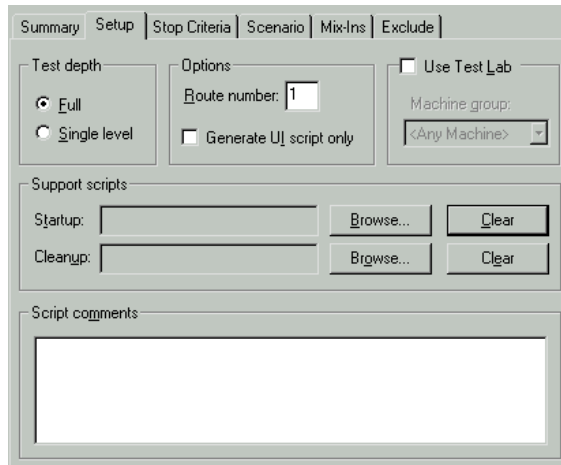 Summary Setup Stop Criteria Scenario Mix-Ins Exclude
Test depth
Full
Single level
Options
Route number: 1
Generate UI script only
Use Test Lab
Machine group:
<Any Machine>
Support scripts
Startup: Browse... Clear
Cleanup: Browse... Clear
Script comments